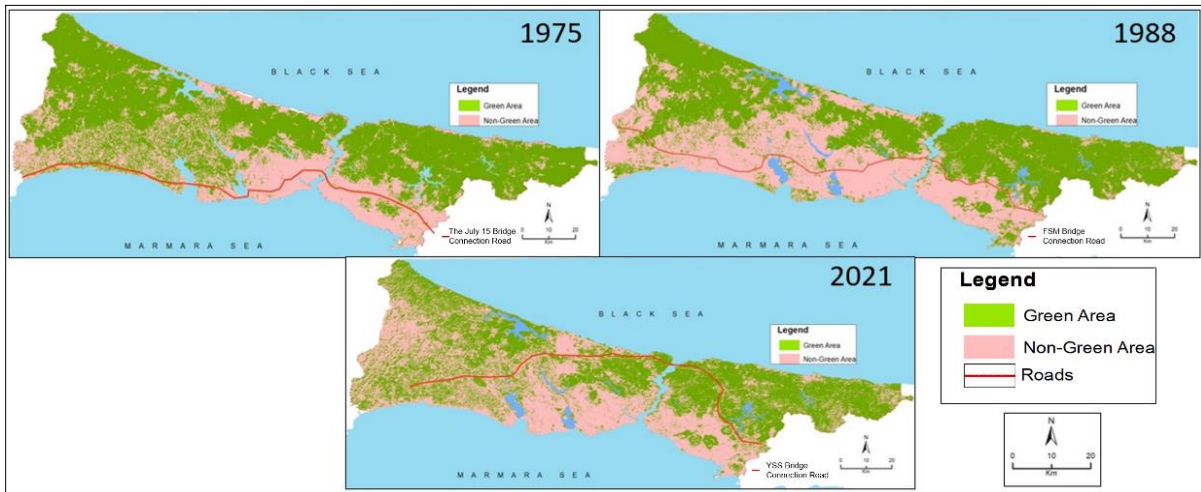 1975
BLACK SEA
Legend
Green Area
Non-Green Area
N
0 10 20
Km
The July 15 Bridge
Connection Road
MARMARA SEA
1988
BLACK SEA
Legend
Green Area
Non-Green Area
N
0 10 20
Km
FSM Bridge
Connection Road
MARMARA SEA
2021
BLACK SEA
Legend
Green Area
Non-Green Area
N
0 10 20
Km
YSS Bridge
Connection Road
MARMARA SEA
Legend
Green Area
Non-Green Area
Roads
N
0 10 20
Km